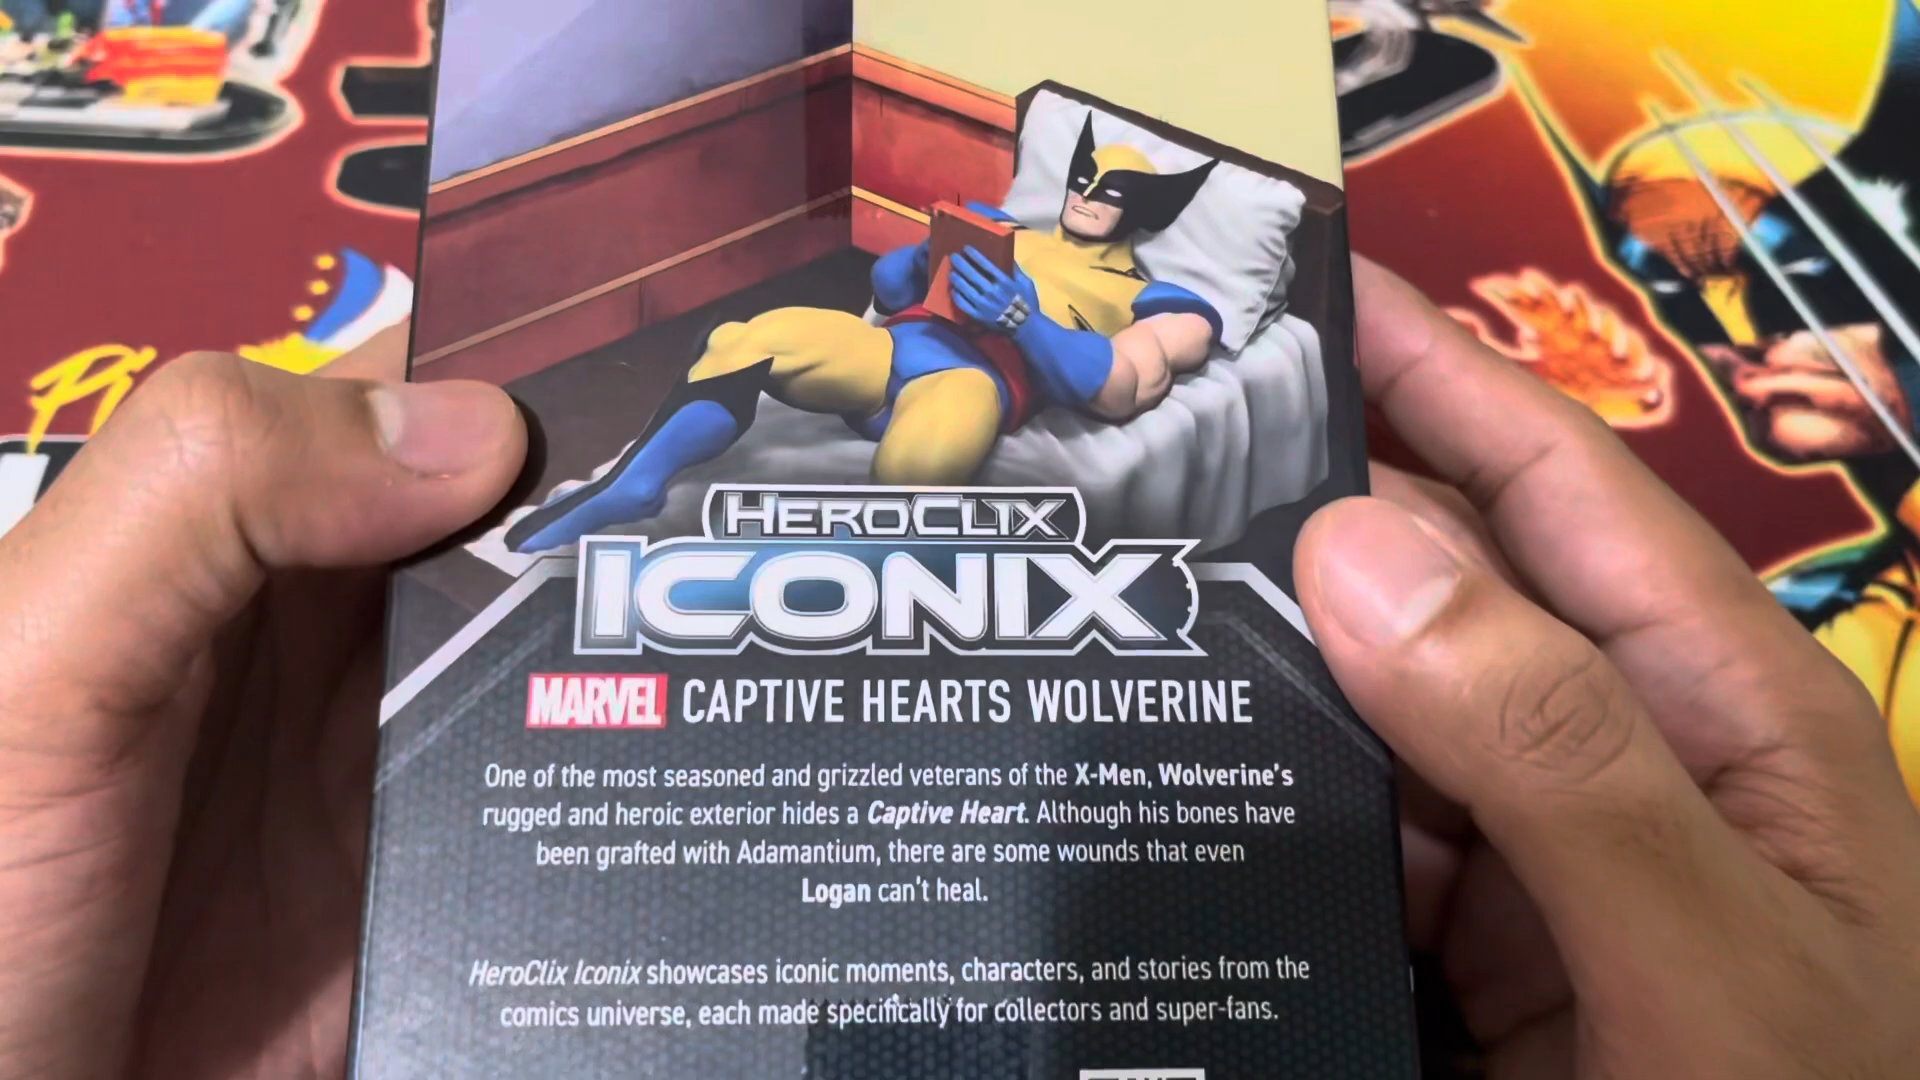 HEROCLIX
ICONIX
MARVEL CAPTIVE HEARTS WOLVERINE
One of the most seasoned and grizzled veterans of the X-Men, Wolverine's
rugged and heroic exterior hides a Captive Heart. Although his bones have
been grafted with Adamantium, there are some wounds that even
Logan can't heal.
HeroClix Iconix showcases iconic moments, characters, and stories from the
comics universe, each made specifically for collectors and super-fans.